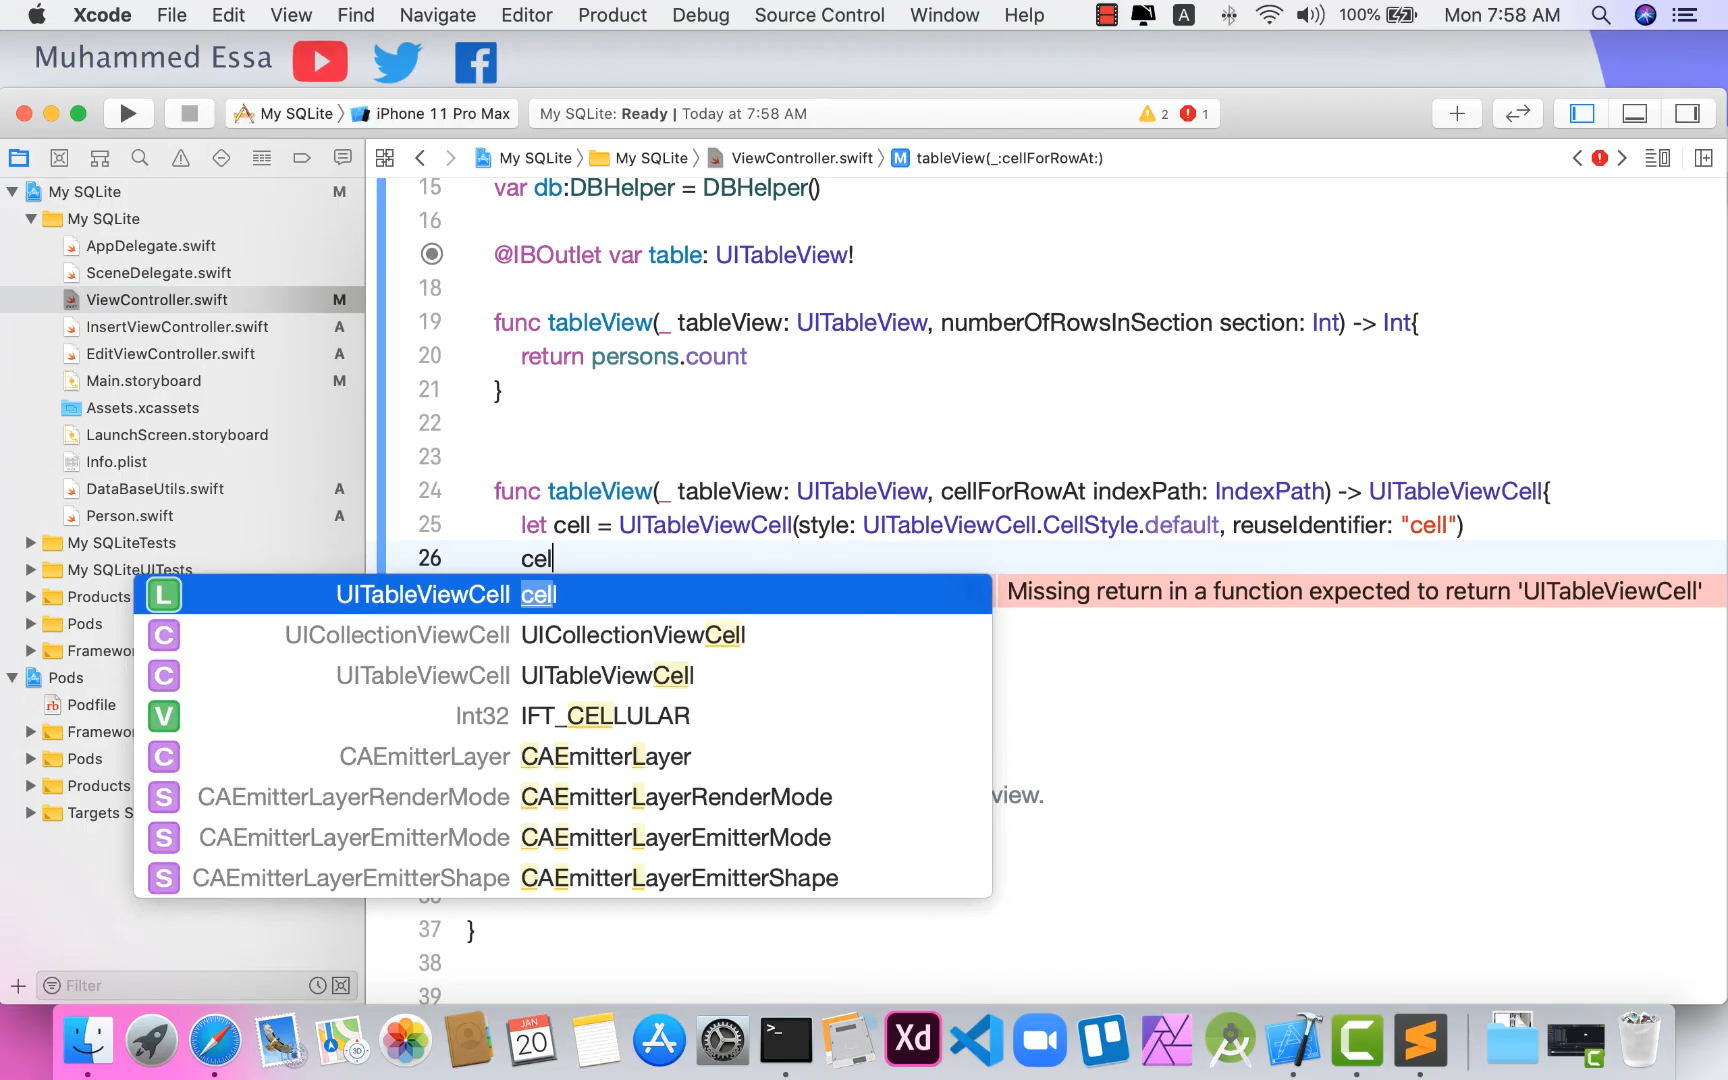 Xcode File Edit View Find Navigate Editor Product Debug Source Control Window Help A 100% Mon 7:58 AM
Muhammed Essa
My SQLite iPhone 11 Pro Max My SQLite: Ready | Today at 7:58 AM 2 1
My SQLite My SQLite ViewController.swift M tableView(_:cellForRowAt:)
My SQLite M
My SQLite
AppDelegate.swift
SceneDelegate.swift
ViewController.swift M
InsertViewController.swift A
EditViewController.swift A
Main.storyboard M
Assets.xcassets
LaunchScreen.storyboard
Info.plist
DataBaseUtils.swift A
Person.swift A
My SQLiteTests
My SQLiteUITests
Products
Pods
Framewor
Pods
Podfile
Framewor
Pods
Products
Targets S
Filter
15 var db:DBHelper = DBHelper()
16
@IBOutlet var table: UITableView!
18
19 func tableView(_ tableView: UITableView, numberOfRowsInSection section: Int) -> Int{
20 return persons.count
21 }
22
23
24 func tableView(_ tableView: UITableView, cellForRowAt indexPath: IndexPath) -> UITableViewCell{
25 let cell = UITableViewCell(style: UITableViewCell.CellStyle.default, reuseIdentifier: "cell")
26 cel
Missing return in a function expected to return 'UITableViewCell'
L UITableViewCell cell
C UICollectionViewCell UICollectionViewCell
C UITableViewCell UITableViewCell
V Int32 IFT_CELLULAR
C CAEmitterLayer CAEmitterLayer
S CAEmitterLayerRenderMode CAEmitterLayerRenderMode
view.
S CAEmitterLayerEmitterMode CAEmitterLayerEmitterMode
S CAEmitterLayerEmitterShape CAEmitterLayerEmitterShape
37 }
38
39
JAN
20
3D
Xd